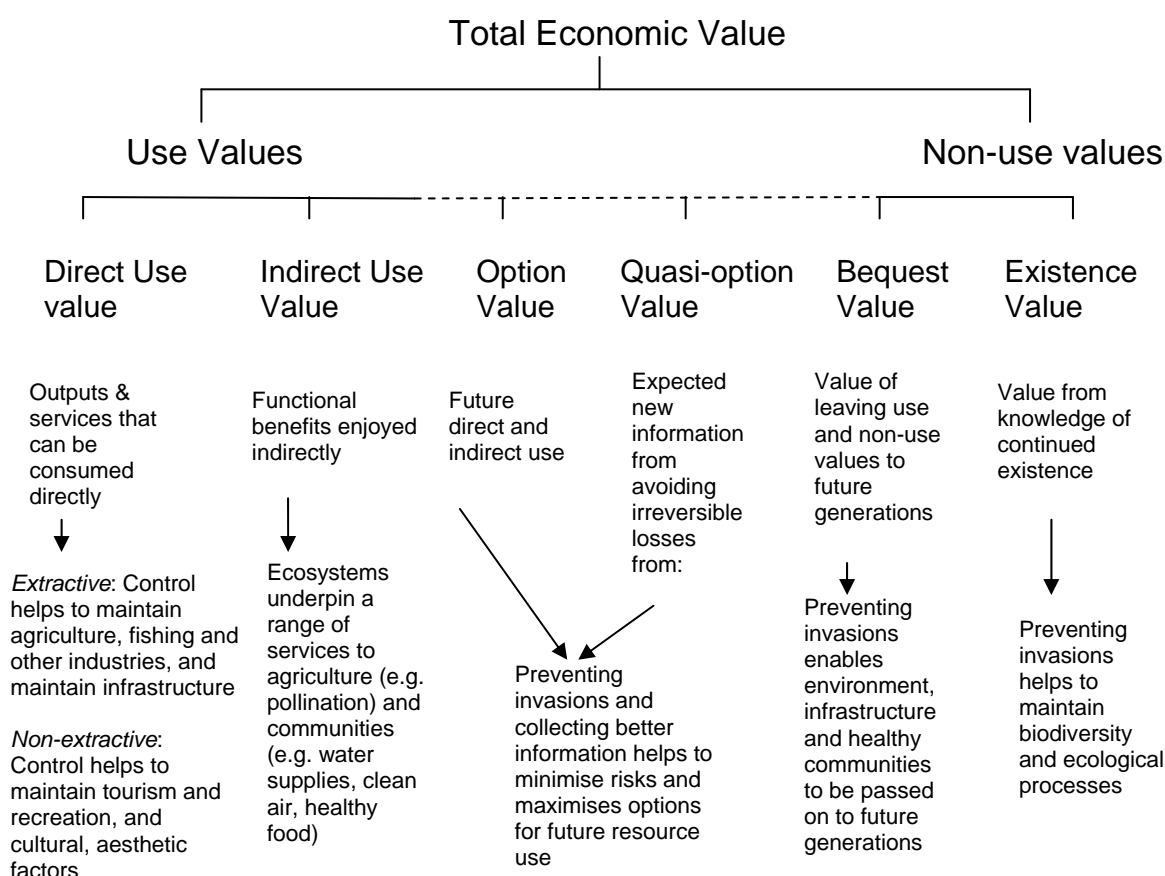 Total Economic Value
Use Values
Non-use values
Direct Use
value
Indirect Use
Value
Option
Value
Quasi-option
Value
Bequest
Value
Existence
Value
Outputs &
services that
can be
consumed
directly
Functional
benefits enjoyed
indirectly
Future
direct and
indirect use
Expected
new
information
from
avoiding
irreversible
losses
from:
Value of
leaving use
and non-use
values to
future
generations
Value from
knowledge of
continued
existence
Extractive: Control
helps to maintain
agriculture, fishing and
other industries, and
maintain infrastructure
Non-extractive:
Control helps to
maintain tourism and
recreation, and
cultural, aesthetic
factors
Ecosystems
underpin a
range of
services to
agriculture (e.g.
pollination) and
communities
(e.g. water
supplies, clean
air, healthy
food)
Preventing
invasions and
collecting better
information helps to
minimise risks and
maximises options
for future resource
use
Preventing
invasions
enables
environment,
infrastructure
and healthy
communities
to be passed
on to future
generations
Preventing
invasions
helps to
maintain
biodiversity
and ecological
processes